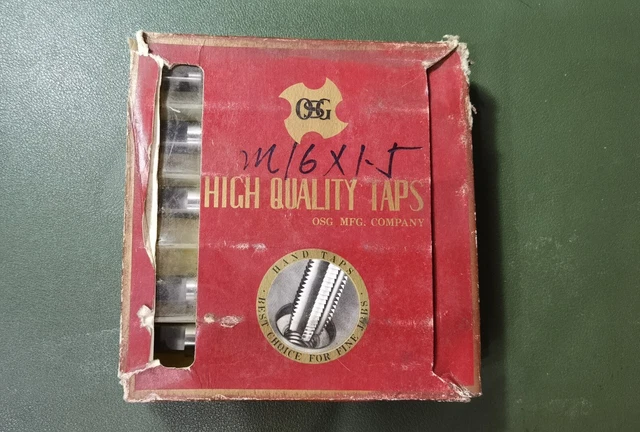 OSG
M16X1.5
HIGH QUALITY TAPS
OSG MFG. COMPANY
HAND TAPS
· BEST CHOICE FOR FINE JOBS ·